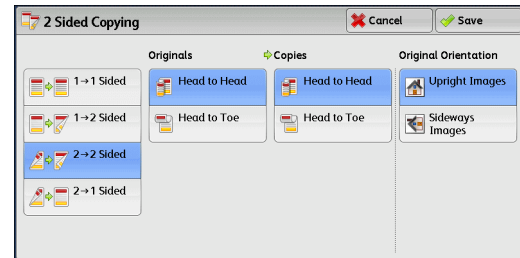 2 Sided Copying
Cancel
Save
Originals
Copies
Original Orientation
1→1 Sided
1→2 Sided
2→2 Sided
2→1 Sided
Head to Head
Head to Toe
Head to Head
Head to Toe
Upright Images
Sideways
Images